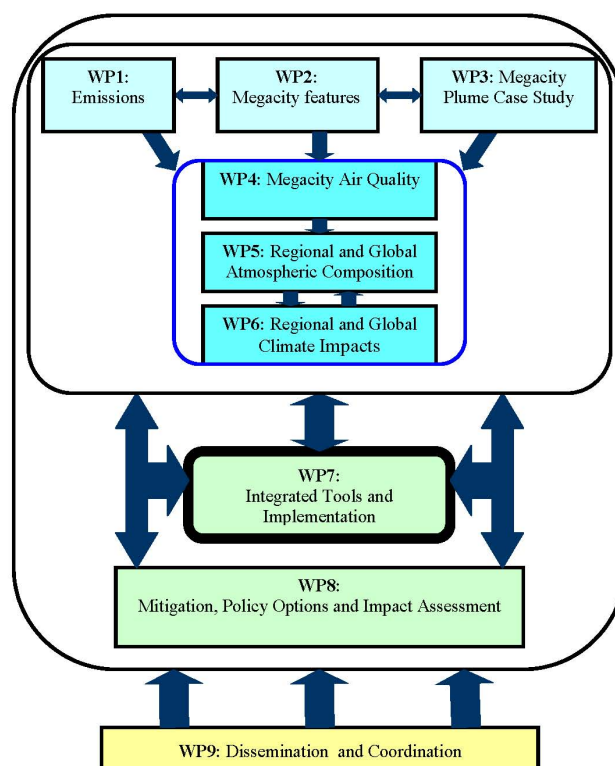 WP1:
Emissions
WP2:
Megacity features
WP3: Megacity
Plume Case Study
WP4: Megacity Air Quality
WP5: Regional and Global
Atmospheric Composition
WP6: Regional and Global
Climate Impacts
WP7:
Integrated Tools and
Implementation
WP8:
Mitigation, Policy Options and Impact Assessment
WP9: Dissemination and Coordination